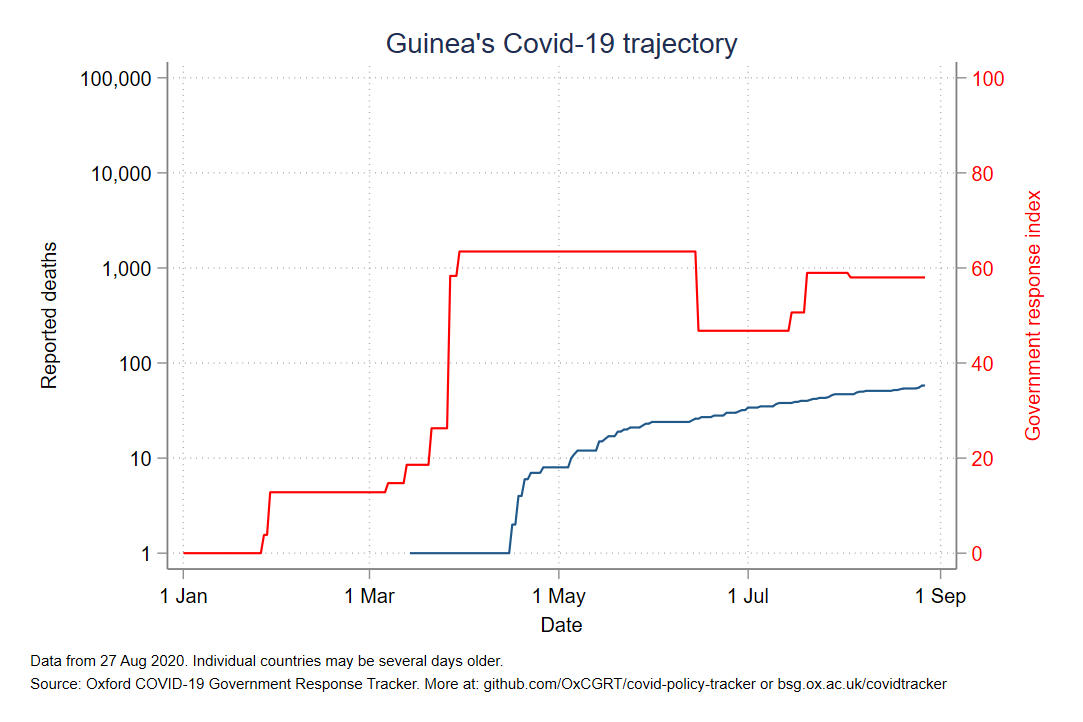 Guinea's Covid-19 trajectory
100,000
10,000
1,000
100
10
1
Reported deaths
100
80
60
40
20
0
Government response index
1 Jan
1 Mar
1 May
1 Jul
1 Sep
Date
Data from 27 Aug 2020. Individual countries may be several days older.
Source: Oxford COVID-19 Government Response Tracker. More at: github.com/OxCGRT/covid-policy-tracker or bsg.ox.ac.uk/covidtracker